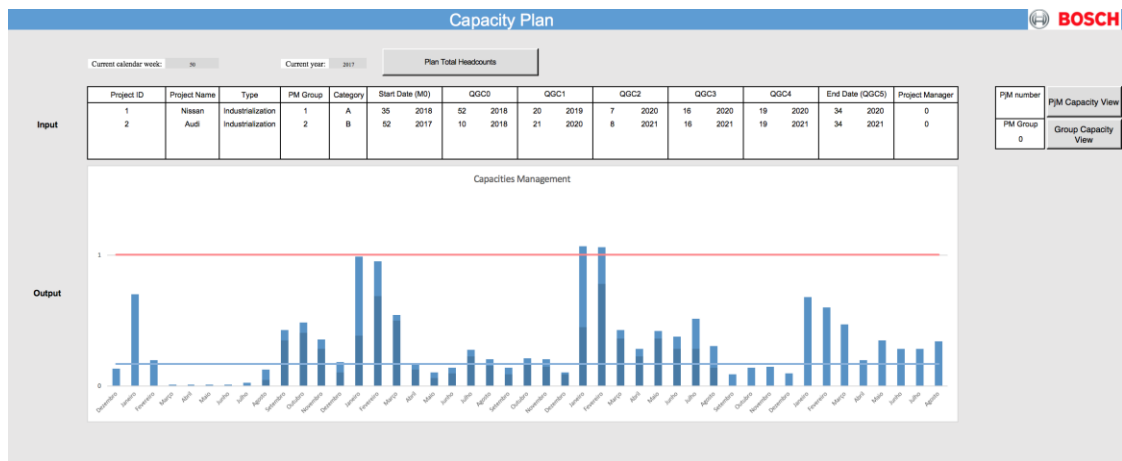 Capacity Plan
BOSCH
Current calendar week: 50 Current year: 2017 Plan Total Headcounts
Project ID Project Name Type PM Group Category Start Date (M0) QGC0 QGC1 QGC2 QGC3 QGC4 End Date (QGC5) Project Manager
1 Nissan Industrialization 1 A 35 2018 52 2018 20 2019 7 2020 16 2020 19 2020 34 2020 0
2 Audi Industrialization 2 B 52 2017 10 2018 21 2020 8 2021 16 2021 19 2021 34 2021 0
PjM number PjM Capacity View
PM Group Group Capacity
0 View
Input
Capacities Management
1
Output
0
Dezembro Janeiro Fevereiro Março Abril Maio Junho Julho Agosto Setembro Outubro Novembro Dezembro Janeiro Fevereiro Março Abril Maio Junho Julho Agosto Setembro Outubro Novembro Dezembro Janeiro Fevereiro Março Abril Maio Junho Julho Agosto Setembro Outubro Novembro Dezembro Janeiro Fevereiro Março Abril Maio Junho Julho Agosto